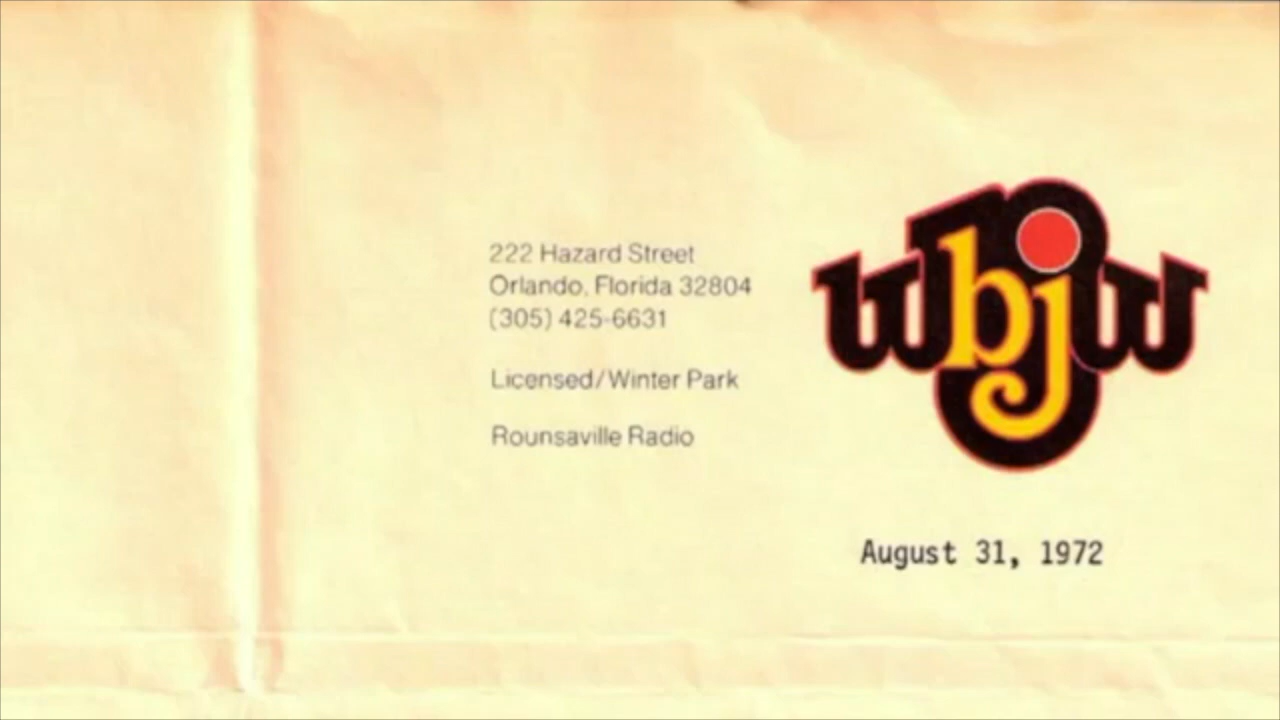 222 Hazard Street
Orlando, Florida 32804
(305) 425-6631
Licensed/Winter Park
Rounsaville Radio
wbjw
August 31, 1972